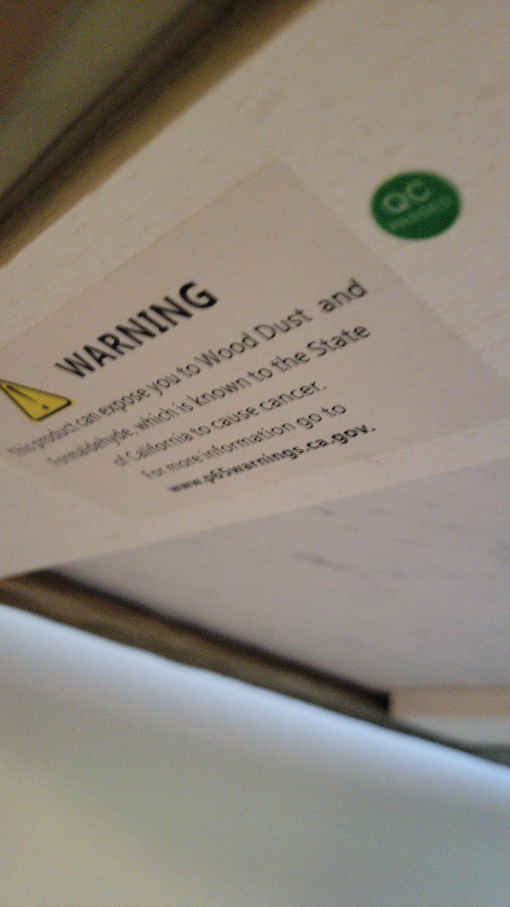 QC
WARNING
This product can expose you to Wood Dust and
Formaldehyde, which is known to the State
of California to cause cancer.
For more information go to
www.p65warnings.ca.gov.